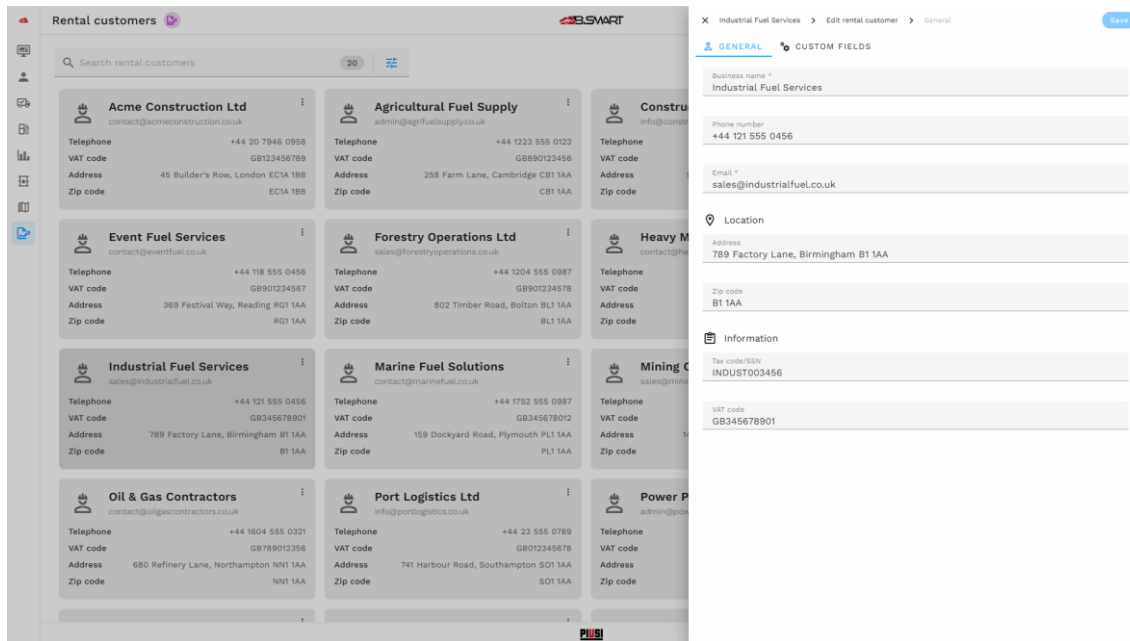 Rental customers
B.SMART
Search rental customers
20
Acme Construction Ltd
contact@acmeconstruction.co.uk
Telephone +44 20 7946 0958
VAT code GB123456789
Address 45 Builder's Row, London EC1A 1BB
Zip code EC1A 1BB
Agricultural Fuel Supply
admin@agrifuelsupply.co.uk
Telephone +44 1223 555 0123
VAT code GB890123456
Address 258 Farm Lane, Cambridge CB1 1AA
Zip code CB1 1AA
Constru
info@constr
Telephone
VAT code
Address
Zip code
Event Fuel Services
contact@eventfuel.co.uk
Telephone +44 118 555 0456
VAT code GB901234567
Address 369 Festival Way, Reading RG1 1AA
Zip code RG1 1AA
Forestry Operations Ltd
sales@forestryoperations.co.uk
Telephone +44 1204 555 0987
VAT code GB901234578
Address 802 Timber Road, Bolton BL1 1AA
Zip code BL1 1AA
Heavy M
contact@he
Telephone
VAT code
Address
Zip code
Industrial Fuel Services
sales@industrialfuel.co.uk
Telephone +44 121 555 0456
VAT code GB345678901
Address 789 Factory Lane, Birmingham B1 1AA
Zip code B1 1AA
Marine Fuel Solutions
contact@marinefuel.co.uk
Telephone +44 1752 555 0987
VAT code GB345678012
Address 159 Dockyard Road, Plymouth PL1 1AA
Zip code PL1 1AA
Mining C
sales@minin
Telephone
VAT code
Address 14
Zip code
Oil & Gas Contractors
contact@oilgascontractors.co.uk
Telephone +44 1604 555 0321
VAT code GB789012356
Address 680 Refinery Lane, Northampton NN1 1AA
Zip code NN1 1AA
Port Logistics Ltd
info@portlogistics.co.uk
Telephone +44 23 555 0789
VAT code GB012345678
Address 741 Harbour Road, Southampton SO1 1AA
Zip code SO1 1AA
Power P
admin@pow
Telephone
VAT code
Address
Zip code
PIUSI
Industrial Fuel Services > Edit rental customer > General
Save
GENERAL CUSTOM FIELDS
Business name *
Industrial Fuel Services
Phone number
+44 121 555 0456
Email *
sales@industrialfuel.co.uk
Location
Address
789 Factory Lane, Birmingham B1 1AA
Zip code
B1 1AA
Information
Tax code/SSN
INDUST003456
VAT code
GB345678901